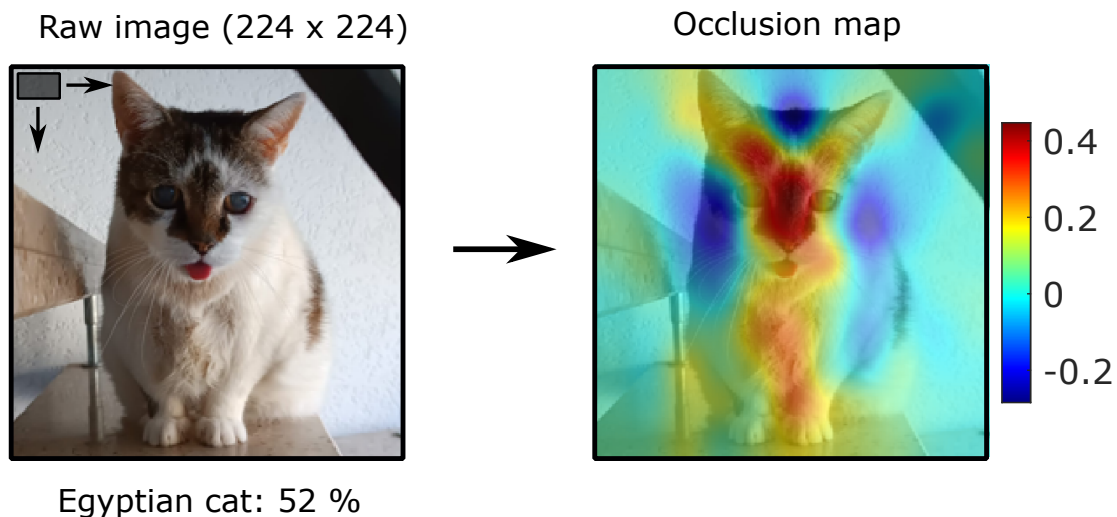 Raw image (224 x 224)
Occlusion map
0.4
0.2
0
-0.2
Egyptian cat: 52 %